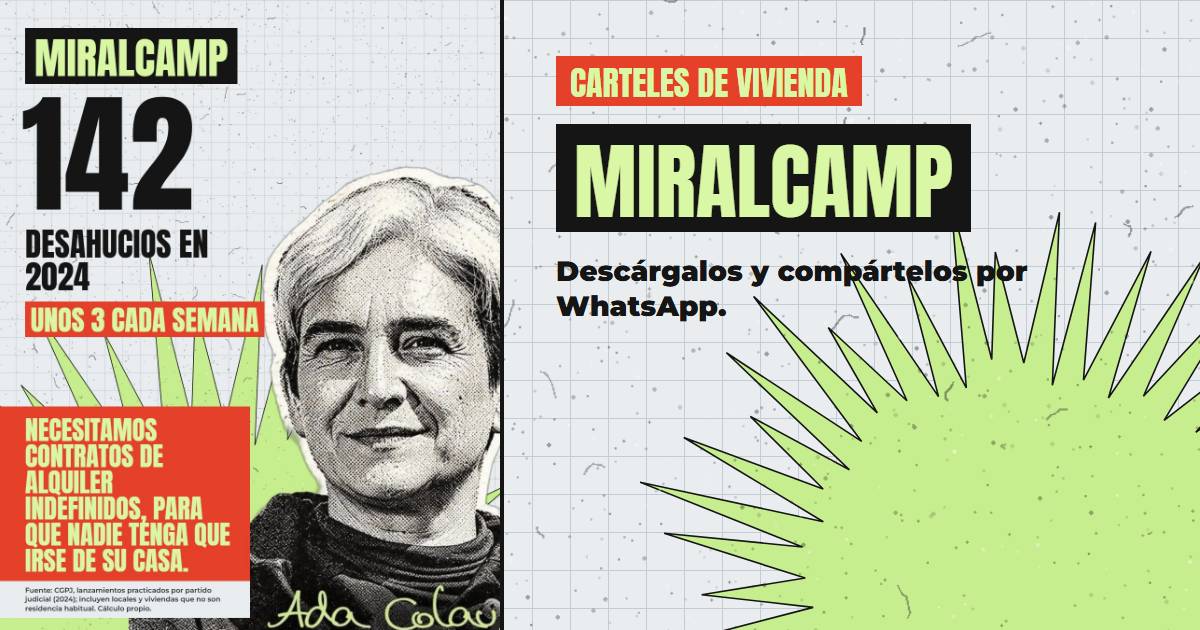 MIRALCAMP
142
DESAHUCIOS EN
2024
UNOS 3 CADA SEMANA
NECESITAMOS
CONTRATOS DE
ALQUILER
INDEFINIDOS, PARA
QUE NADIE TENGA QUE
IRSE DE SU CASA.
Fuente: CGPJ, lanzamientos practicados por partido
judicial (2024); incluyen locales y viviendas que no son
residencia habitual. Cálculo propio.
Ada Colau
CARTELES DE VIVIENDA
MIRALCAMP
Descárgalos y compártelos por
WhatsApp.